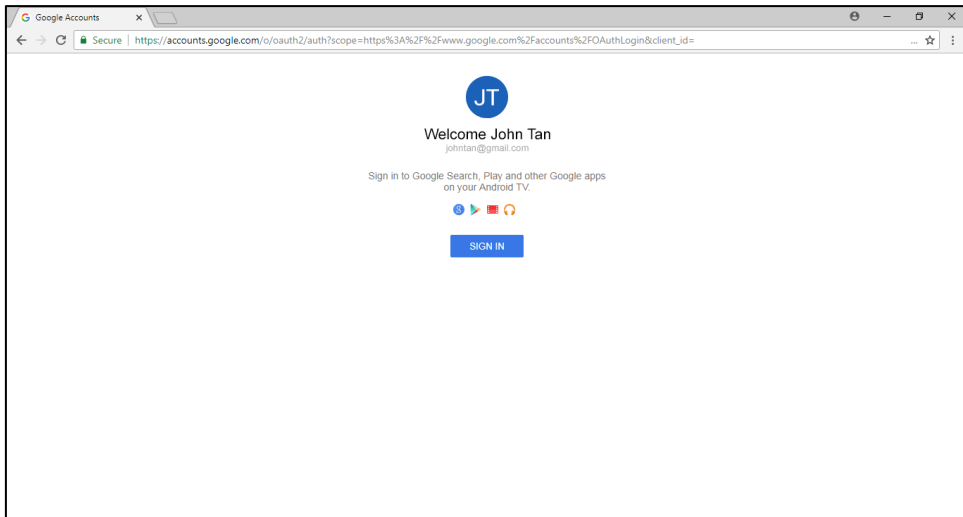 Google Accounts
Secure | https://accounts.google.com/o/oauth2/auth?scope=https%3A%2F%2Fwww.google.com%2Faccounts%2FOAuthLogin&client_id= ...
JT
Welcome John Tan
johntan@gmail.com
Sign in to Google Search, Play and other Google apps
on your Android TV.
SIGN IN